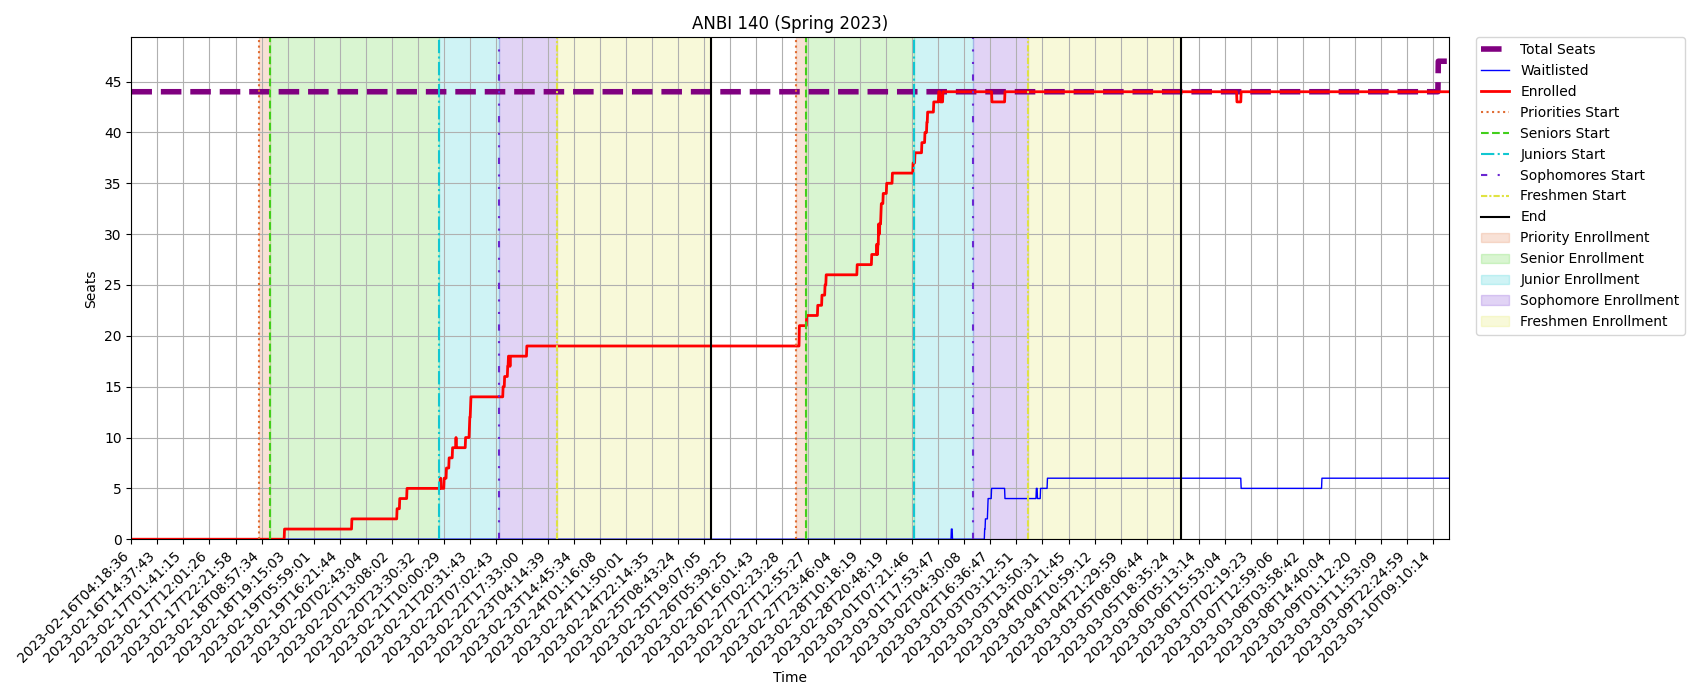 ANBI 140 (Spring 2023)
Total Seats
Waitlisted
Enrolled
Priorities Start
Seniors Start
Juniors Start
Sophomores Start
Freshmen Start
End
Priority Enrollment
Senior Enrollment
Junior Enrollment
Sophomore Enrollment
Freshmen Enrollment
Seats
45
40
35
30
25
20
15
10
5
0
2023-02-16T04:18:36
2023-02-16T14:37:43
2023-02-17T01:41:15
2023-02-17T12:01:26
2023-02-17T22:21:58
2023-02-18T08:57:34
2023-02-18T19:15:03
2023-02-19T05:59:01
2023-02-19T16:21:44
2023-02-20T02:43:04
2023-02-20T13:08:02
2023-02-20T23:30:32
2023-02-21T10:00:29
2023-02-21T20:31:43
2023-02-22T07:02:43
2023-02-22T17:33:00
2023-02-23T04:14:39
2023-02-23T14:45:34
2023-02-24T01:16:08
2023-02-24T11:50:01
2023-02-24T22:14:35
2023-02-25T08:43:24
2023-02-25T19:07:05
2023-02-26T05:39:25
2023-02-26T16:01:43
2023-02-27T02:23:28
2023-02-27T12:55:27
2023-02-27T23:46:04
2023-02-28T10:18:19
2023-02-28T20:48:19
2023-03-01T07:21:46
2023-03-01T17:53:47
2023-03-02T04:30:08
2023-03-02T16:36:47
2023-03-03T03:12:51
2023-03-03T13:50:31
2023-03-04T00:21:45
2023-03-04T10:59:12
2023-03-04T21:29:59
2023-03-05T08:06:44
2023-03-05T18:35:24
2023-03-06T05:13:14
2023-03-06T15:53:04
2023-03-07T02:19:23
2023-03-07T12:59:06
2023-03-08T03:58:42
2023-03-08T14:40:04
2023-03-09T01:12:20
2023-03-09T11:53:09
2023-03-09T22:24:59
2023-03-10T09:10:14
Time